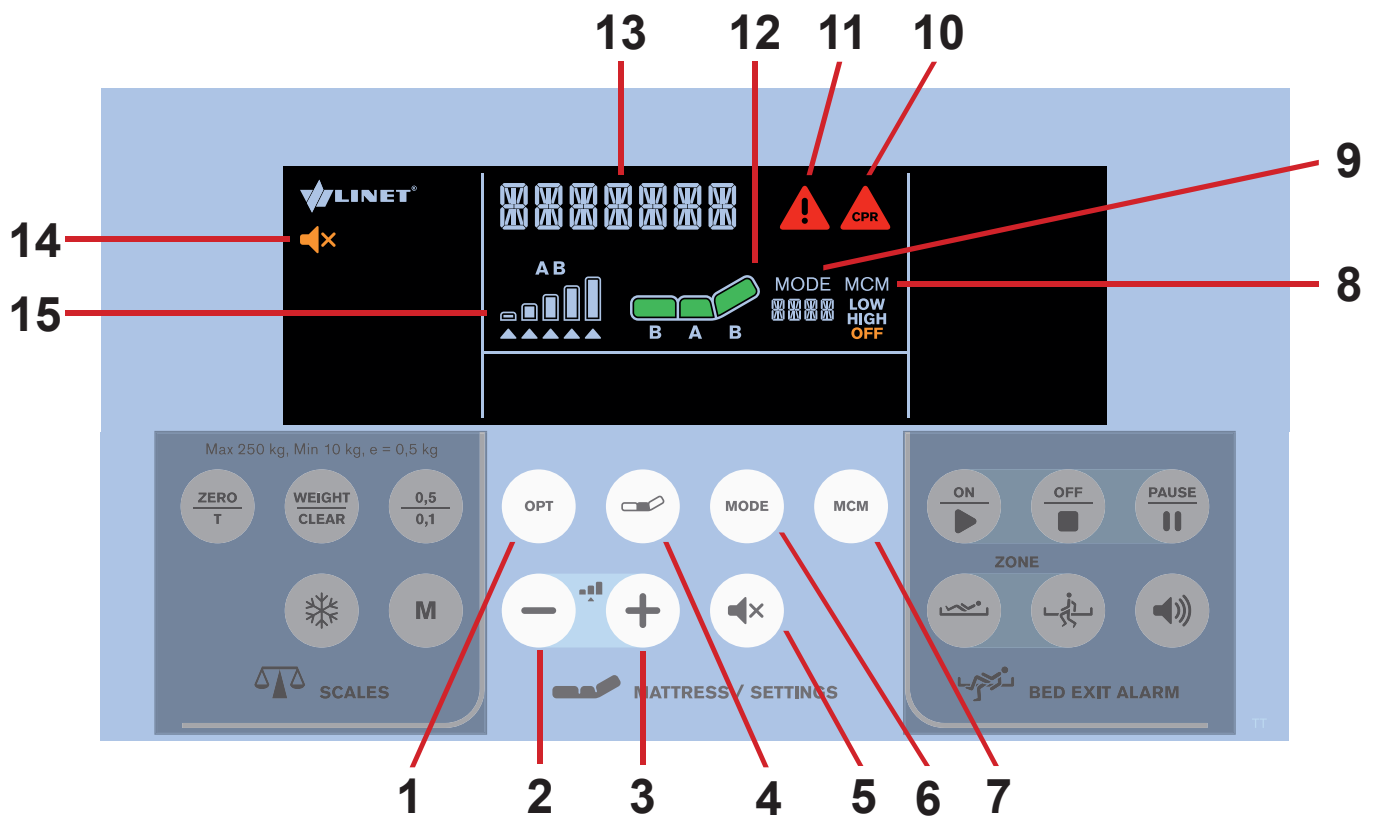 13 12 11 10
9
LINET®
CPR
14
A B
MODE MCM
8
LOW
HIGH
OFF
15
B A B
Max 250 kg, Min 10 kg, e = 0,5 kg
ZERO
T
WEIGHT
CLEAR
0,5
0,1
OPT
MODE
MCM
ON
OFF
PAUSE
ZONE
M
SCALES
MATTRESS / SETTINGS
BED EXIT ALARM
TT
1 2 3 4 5 6 7